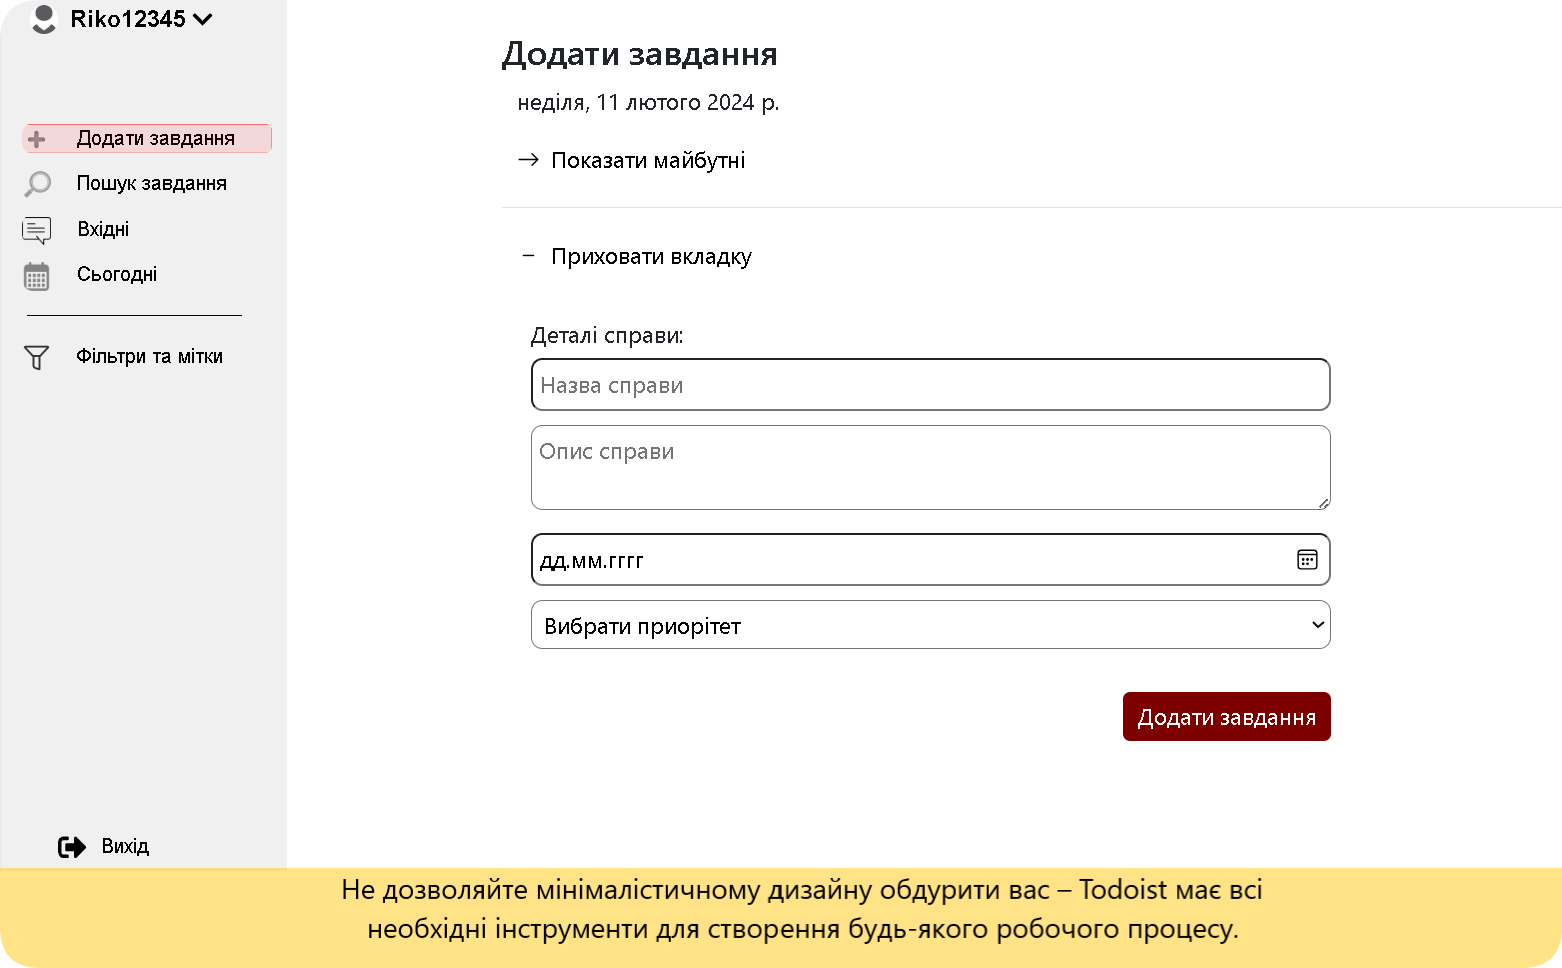 Riko12345
Додати завдання
Пошук завдання
Вхідні
Сьогодні
Фільтри та мітки
Вихід
Додати завдання
неділя, 11 лютого 2024 р.
Показати майбутні
Приховати вкладку
Деталі справи:
Назва справи
Опис справи
дд.мм.гггг
Вибрати приорітет
Додати завдання
Не дозволяйте мінімалістичному дизайну обдурити вас – Todoist має всі
необхідні інструменти для створення будь-якого робочого процесу.